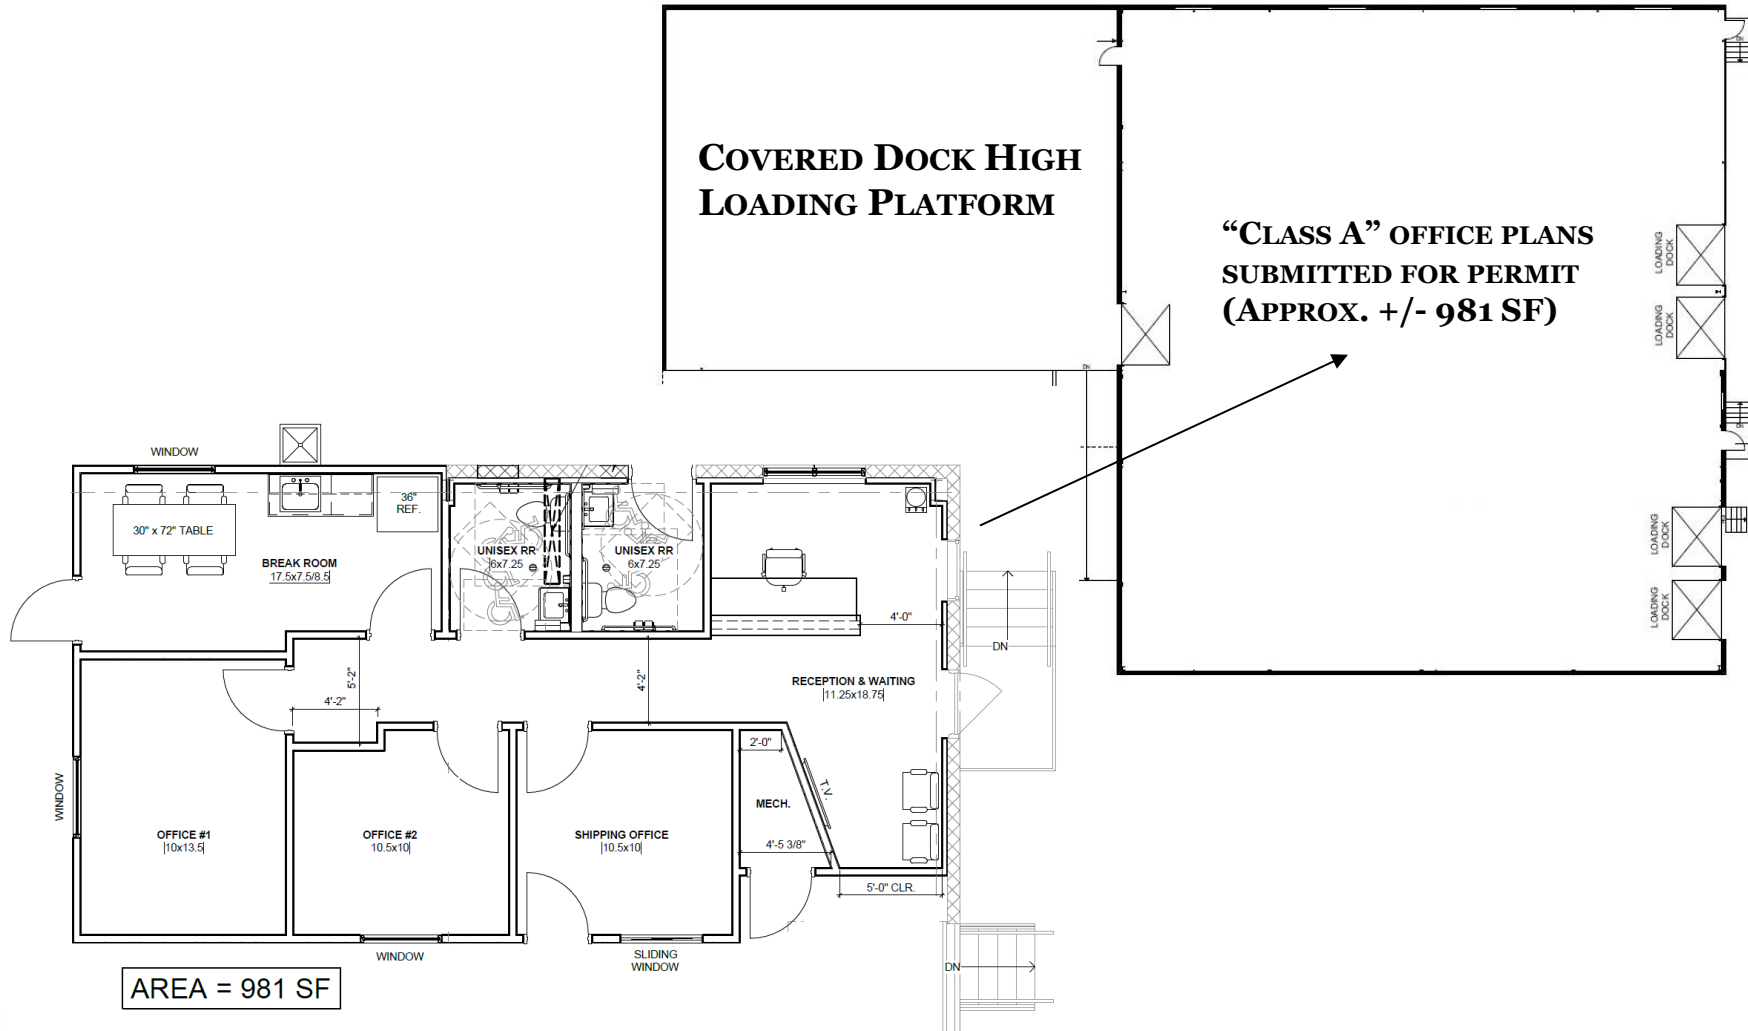 COVERED DOCK HIGH
LOADING PLATFORM
“CLASS A” OFFICE PLANS
SUBMITTED FOR PERMIT
(APPROX. +/- 981 SF)
DN
LOADING
DOCK
LOADING
DOCK
DN
DN
LOADING
DOCK
LOADING
DOCK
WINDOW
36"
REF.
30" x 72" TABLE
BREAK ROOM
17.5x7.5/8.5
UNISEX RR
6x7.25
UNISEX RR
6x7.25
4'-0"
DN
5'-2"
4'-2"
4'-2"
RECEPTION & WAITING
11.25x18.75
2'-0"
T.V.
MECH.
WINDOW
OFFICE #1
10x13.5
OFFICE #2
10.5x10
SHIPPING OFFICE
10.5x10
4'-5 3/8"
5'-0" CLR.
WINDOW
SLIDING
WINDOW
DN
AREA = 981 SF